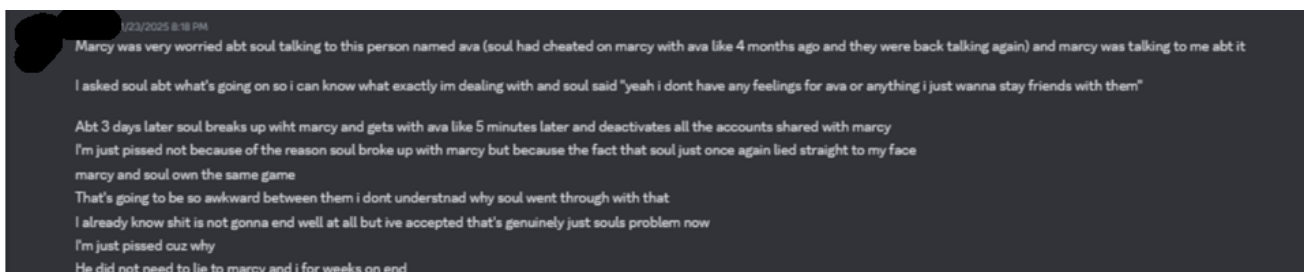 1/23/2025 8:18 PM
Marcy was very worried abt soul talking to this person named ava (soul had cheated on marcy with ava like 4 months ago and they were back talking again) and marcy was talking to me abt it
I asked soul abt what's going on so i can know what exactly im dealing with and soul said "yeah i dont have any feelings for ava or anything i just wanna stay friends with them"
Abt 3 days later soul breaks up wiht marcy and gets with ava like 5 minutes later and deactivates all the accounts shared with marcy
I'm just pissed not because of the reason soul broke up with marcy but because the fact that soul just once again lied straight to my face
marcy and soul own the same game
That's going to be so awkward between them i dont understnad why soul went through with that
I already know shit is not gonna end well at all but ive accepted that's genuinely just souls problem now
I'm just pissed cuz why
He did not need to lie to marcy and i for weeks on end